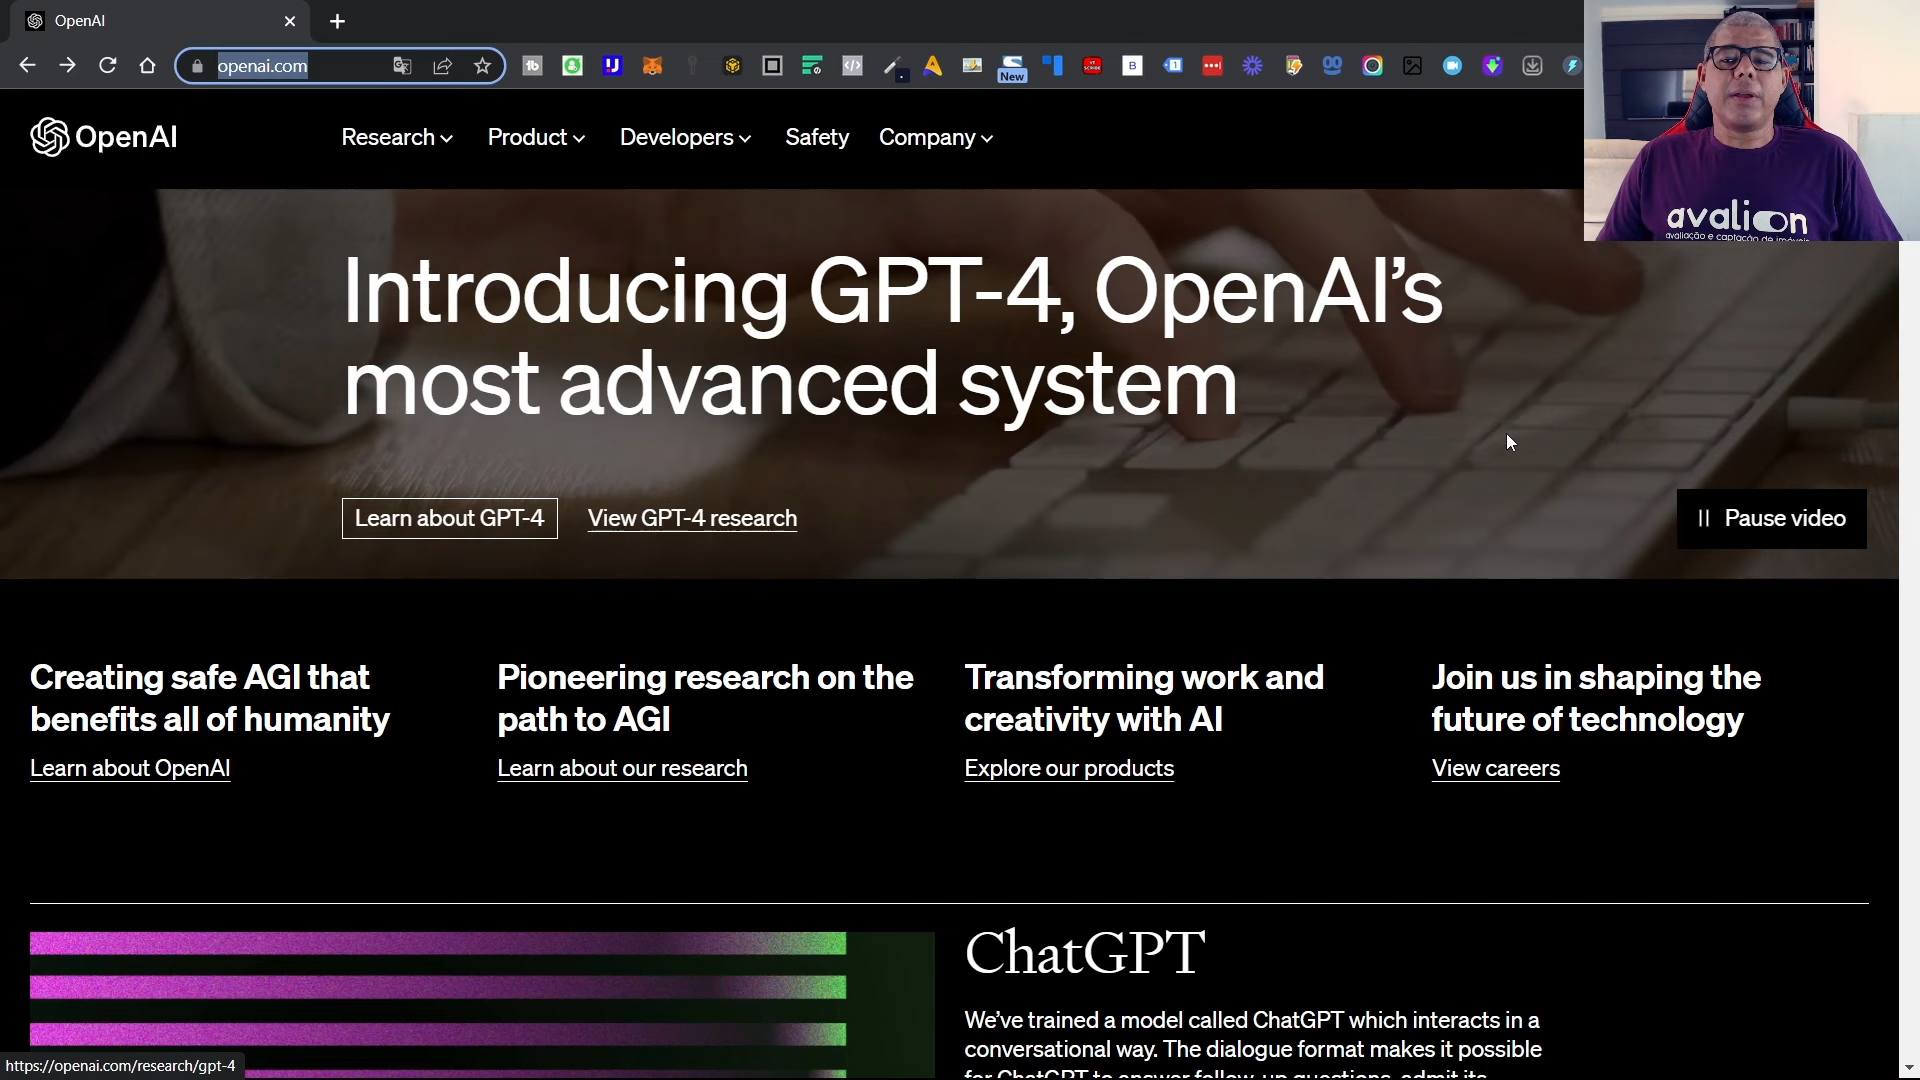 OpenAI
openai.com
New
OpenAI
Research
Product
Developers
Safety
Company
avalion
avaliação e captação de imóveis
Introducing GPT-4, OpenAI’s
most advanced system
Learn about GPT-4
View GPT-4 research
Pause video
Creating safe AGI that
benefits all of humanity
Learn about OpenAI
Pioneering research on the
path to AGI
Learn about our research
Transforming work and
creativity with AI
Explore our products
Join us in shaping the
future of technology
View careers
ChatGPT
We’ve trained a model called ChatGPT which interacts in a
conversational way. The dialogue format makes it possible
for ChatGPT to answer follow-up questions, admit its
https://openai.com/research/gpt-4